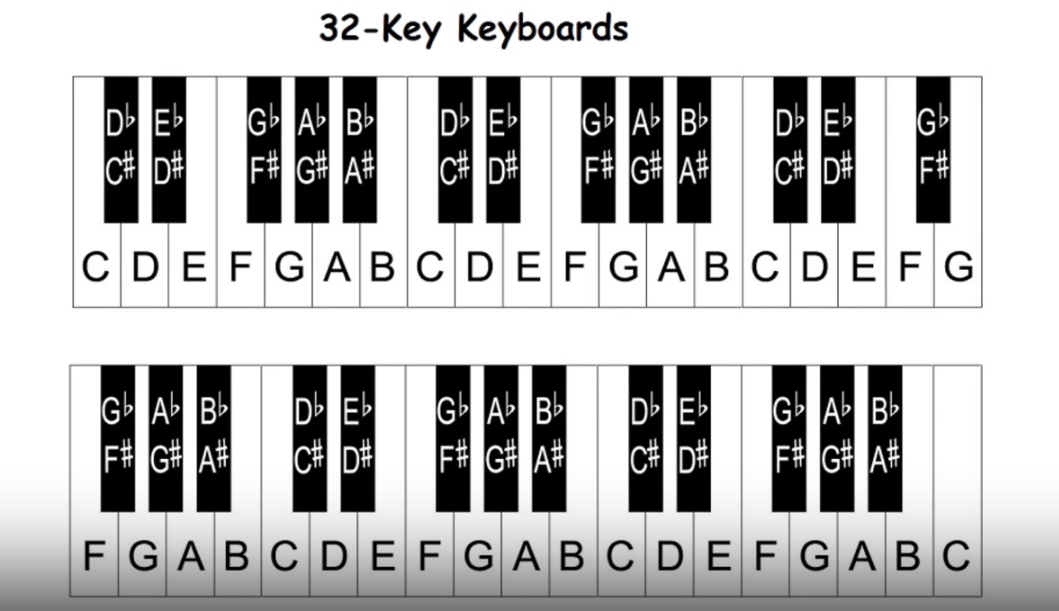 32-Key Keyboards
D♭ E♭ G♭ A♭ B♭ D♭ E♭ G♭ A♭ B♭ D♭ E♭ G♭
C# D# F# G# A# C# D# F# G# A# C# D# F#
C D E F G A B C D E F G A B C D E F G
G♭ A♭ B♭ D♭ E♭ G♭ A♭ B♭ D♭ E♭ G♭ A♭ B♭
F# G# A# C# D# F# G# A# C# D# F# G# A#
F G A B C D E F G A B C D E F G A B C